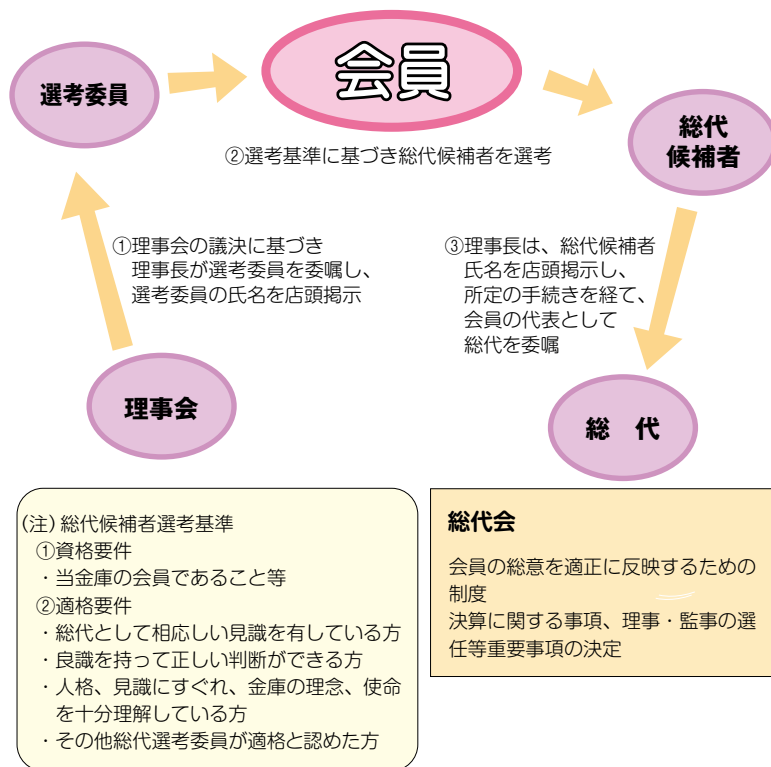 会員
選考委員
総代
候補者
②選考基準に基づき総代候補者を選考
①理事会の議決に基づき
理事長が選考委員を委嘱し、
選考委員の氏名を店頭掲示
③理事長は、総代候補者
氏名を店頭掲示し、
所定の手続きを経て、
会員の代表として
総代を委嘱
理事会
総　代
(注)総代候補者選考基準
①資格要件
・当金庫の会員であること等
②適格要件
・総代として相応しい見識を有している方
・良識を持って正しい判断ができる方
・人格、見識にすぐれ、金庫の理念、使命
を十分理解している方
・その他総代選考委員が適格と認めた方
総代会
会員の総意を適正に反映するための
制度
決算に関する事項、理事・監事の選
任等重要事項の決定